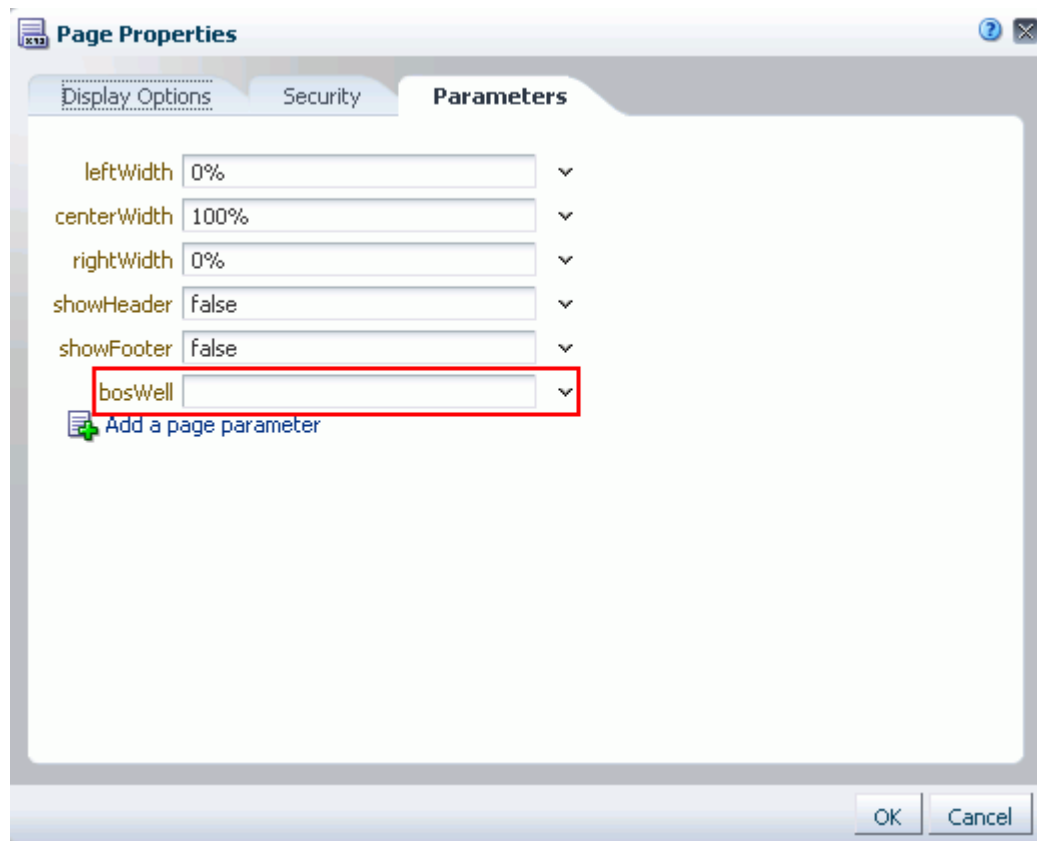 Page Properties
Display Options Security Parameters
leftWidth 0%
centerWidth 100%
rightWidth 0%
showHeader false
showFooter false
bosWell
Add a page parameter
OK Cancel